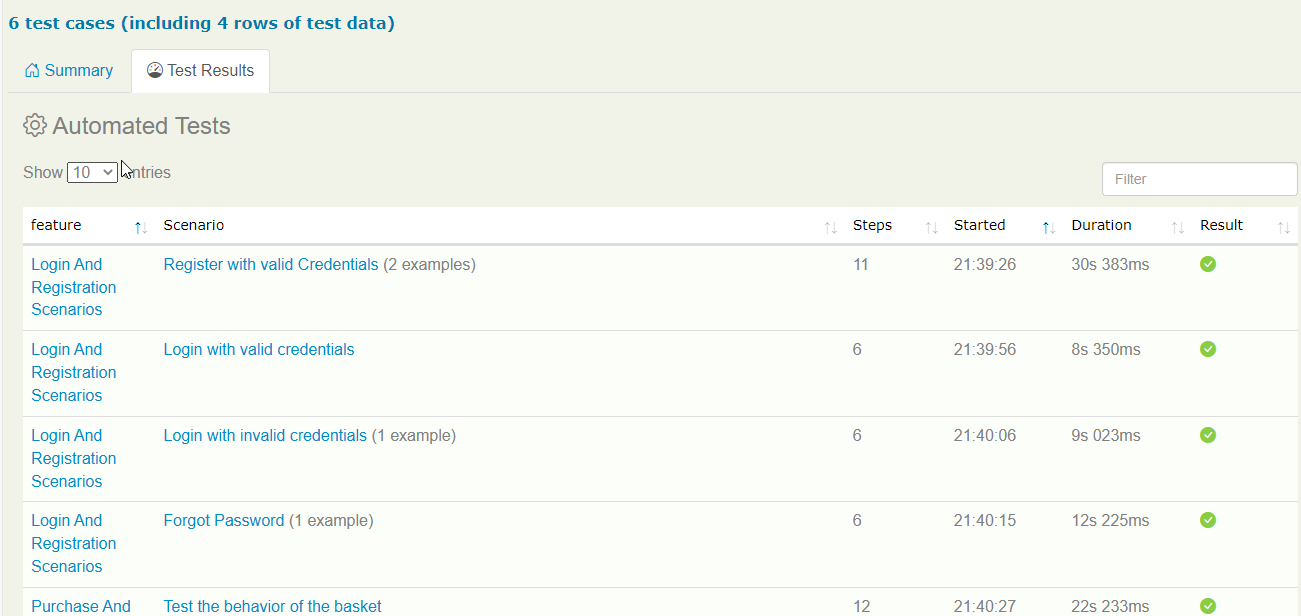 6 test cases (including 4 rows of test data)
Summary Test Results
Automated Tests
Show 10 entries
Filter
feature Scenario Steps Started Duration Result
Login And Registration Scenarios Register with valid Credentials (2 examples) 11 21:39:26 30s 383ms
Login And Registration Scenarios Login with valid credentials 6 21:39:56 8s 350ms
Login And Registration Scenarios Login with invalid credentials (1 example) 6 21:40:06 9s 023ms
Login And Registration Scenarios Forgot Password (1 example) 6 21:40:15 12s 225ms
Purchase And Test the behavior of the basket 12 21:40:27 22s 233ms